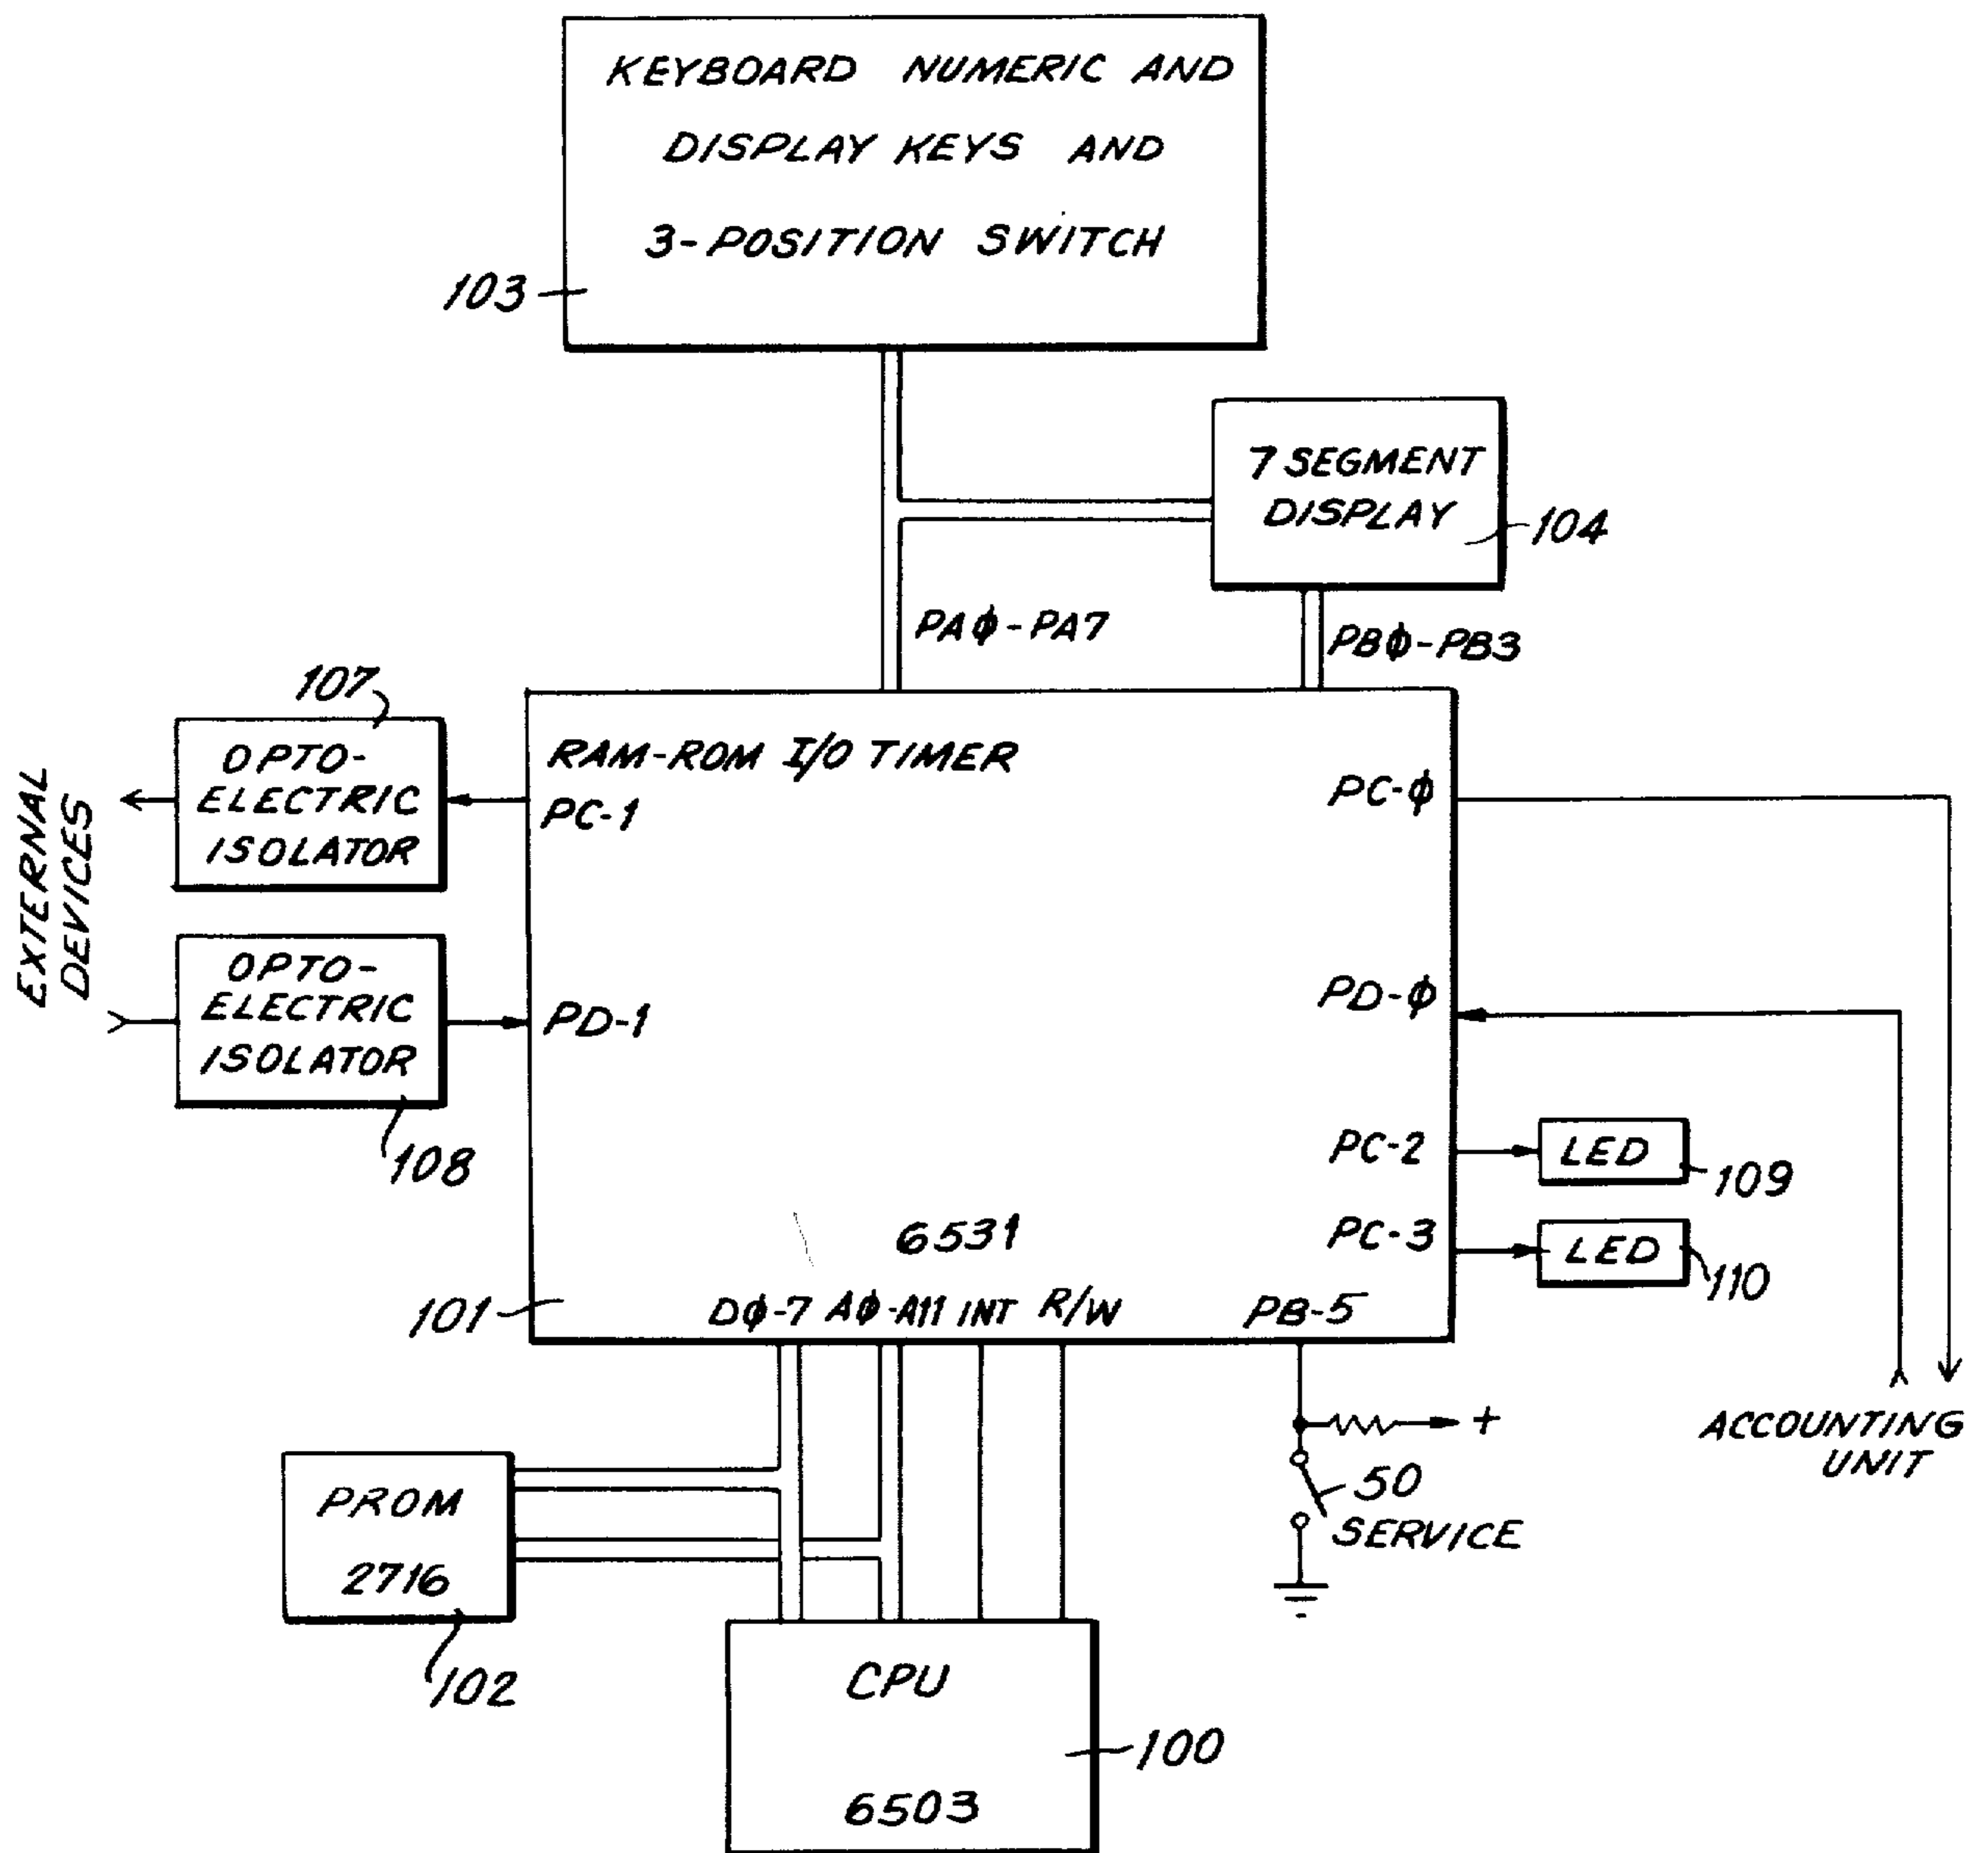 KEYBOARD NUMERIC AND
DISPLAY KEYS AND
3-POSITION SWITCH
103
7 SEGMENT
DISPLAY
104
PAϕ-PA7
PBϕ-PB3
107
OPTO-
ELECTRIC
ISOLATOR
EXTERNAL
DEVICES
OPTO-
ELECTRIC
ISOLATOR
108
RAM-ROM I/O TIMER
PC-1
PC-ϕ
PD-1
PD-ϕ
PC-2
LED
109
PC-3
LED
110
6531
101
Dϕ-7 Aϕ-A11 INT R/W
PB-5
+
50
SERVICE
ACCOUNTING
UNIT
PROM
2716
102
CPU
6503
100